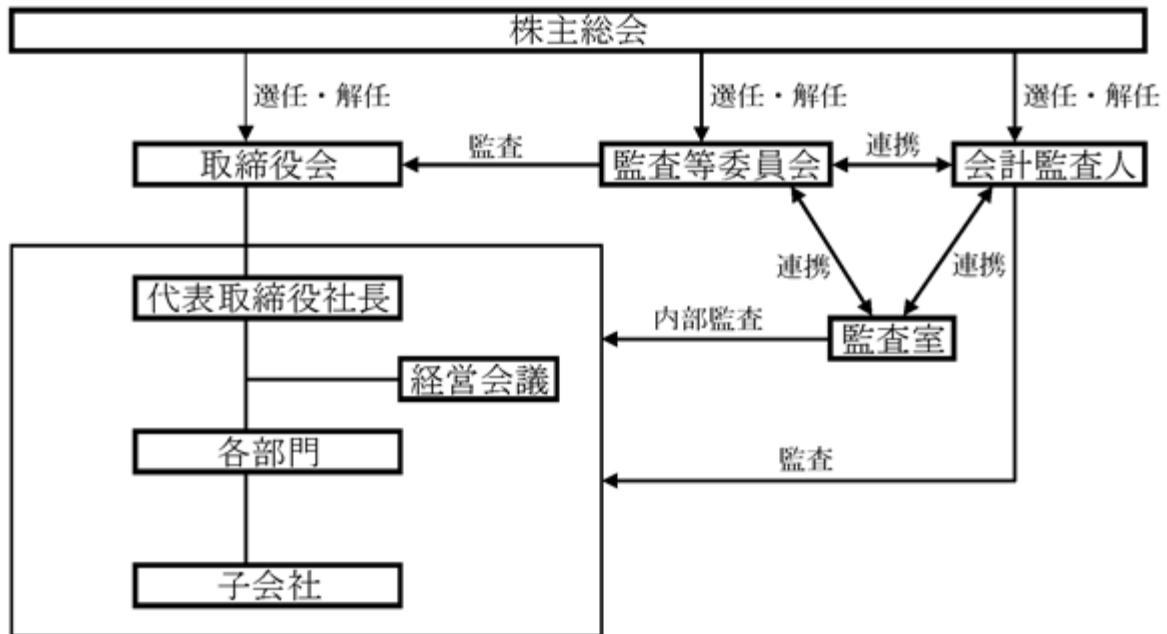 株主総会
選任・解任
選任・解任
選任・解任
取締役会
監査
監査等委員会
連携
会計監査人
連携
連携
代表取締役社長
内部監査
監査室
経営会議
各部門
監査
子会社